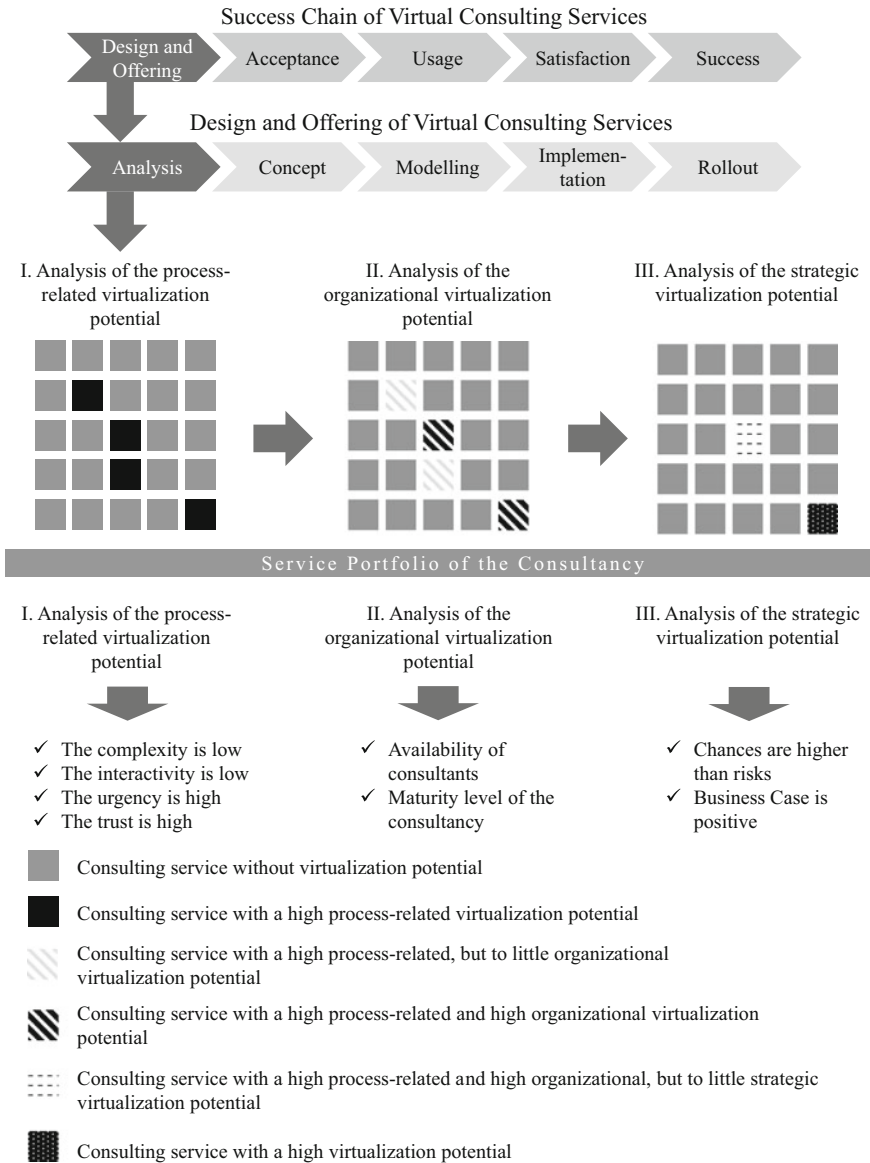 Success Chain of Virtual Consulting Services
Design and
Offering
Acceptance
Usage
Satisfaction
Success
Design and Offering of Virtual Consulting Services
Analysis
Concept
Modelling
Implemen-
tation
Rollout
I. Analysis of the process-
related virtualization
potential
II. Analysis of the
organizational virtualization
potential
III. Analysis of the strategic
virtualization potential
Service Portfolio of the Consultancy
I. Analysis of the process-
related virtualization
potential
II. Analysis of the
organizational virtualization
potential
III. Analysis of the strategic
virtualization potential
✓ The complexity is low
✓ The interactivity is low
✓ The urgency is high
✓ The trust is high
✓ Availability of
consultants
✓ Maturity level of the
consultancy
✓ Chances are higher
than risks
✓ Business Case is
positive
Consulting service without virtualization potential
Consulting service with a high process-related virtualization potential
Consulting service with a high process-related, but to little organizational
virtualization potential
Consulting service with a high process-related and high organizational virtualization
potential
Consulting service with a high process-related and high organizational, but to little strategic
virtualization potential
Consulting service with a high virtualization potential